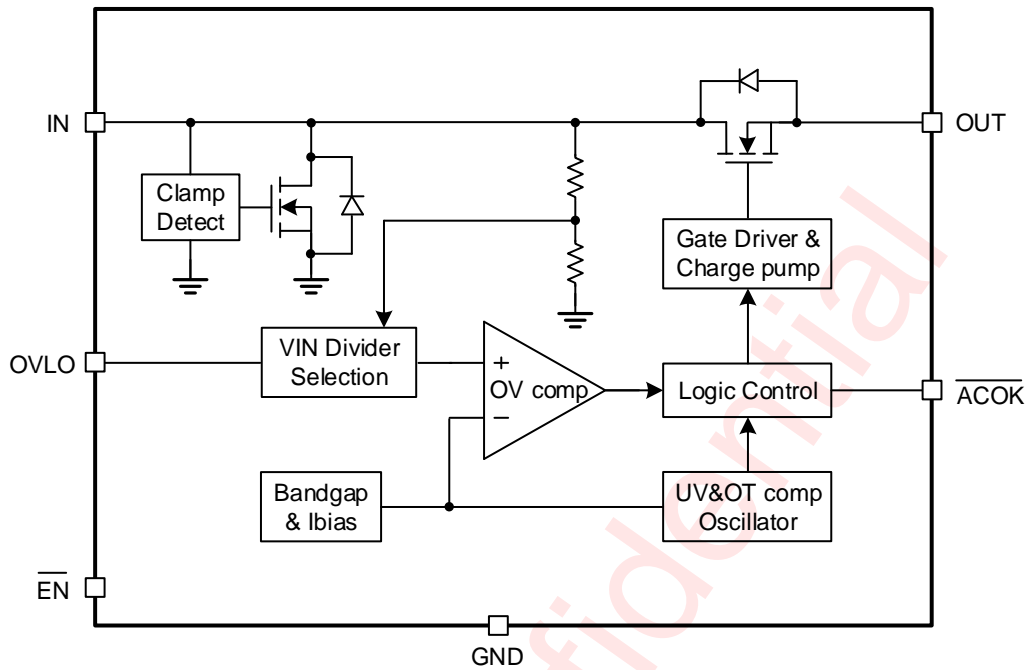 IN
OUT
Clamp
Detect
Gate Driver &
Charge pump
OVLO
VIN Divider
Selection
+
OV comp
−
Logic Control
ACOK
Bandgap
& Ibias
UV&OT comp
Oscillator
EN
GND
fidential